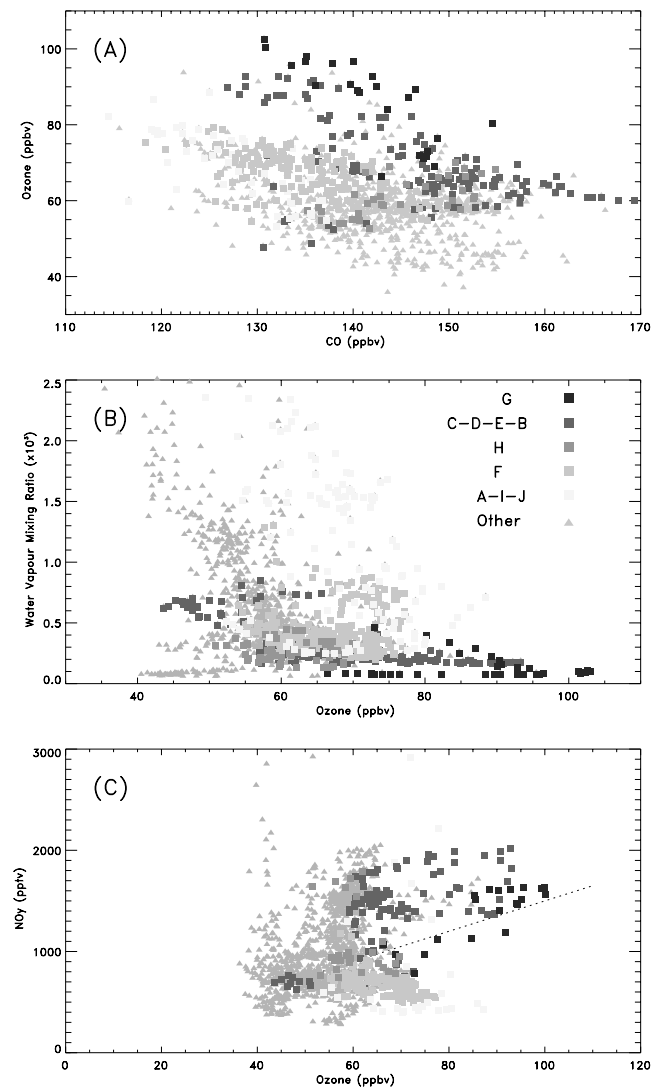 (A)
100
80
60
40
Ozone (ppbv)
110 120 130 140 150 160 170
CO (ppbv)
(B)
2.5
2.0
1.5
1.0
0.5
0.0
Water Vapour Mixing Ratio (x10³)
G
C-D-E-B
H
F
A-I-J
Other
40 60 80 100
Ozone (ppbv)
(C)
3000
2000
1000
0
NOy (pptv)
0 20 40 60 80 100 120
Ozone (ppbv)